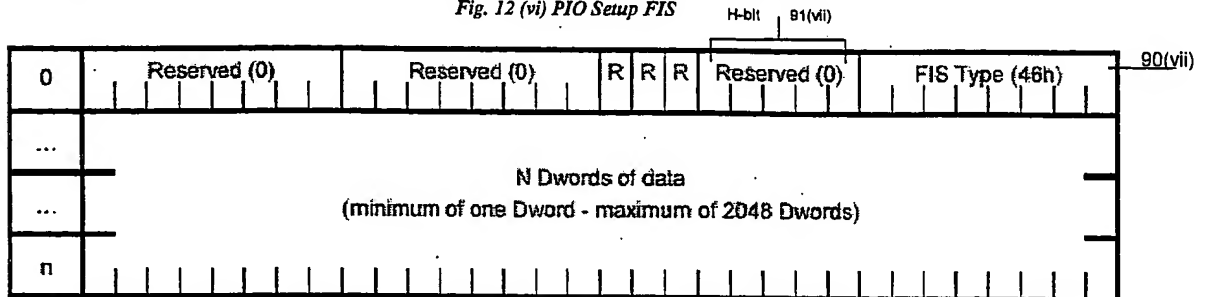 Fig. 12 (vi) PIO Setup FIS
H-bit 91(vii)
0 Reserved (0) Reserved (0) R R R Reserved (0) FIS Type (46h) 90(vii)
...
N Dwords of data
... (minimum of one Dword - maximum of 2048 Dwords)
n